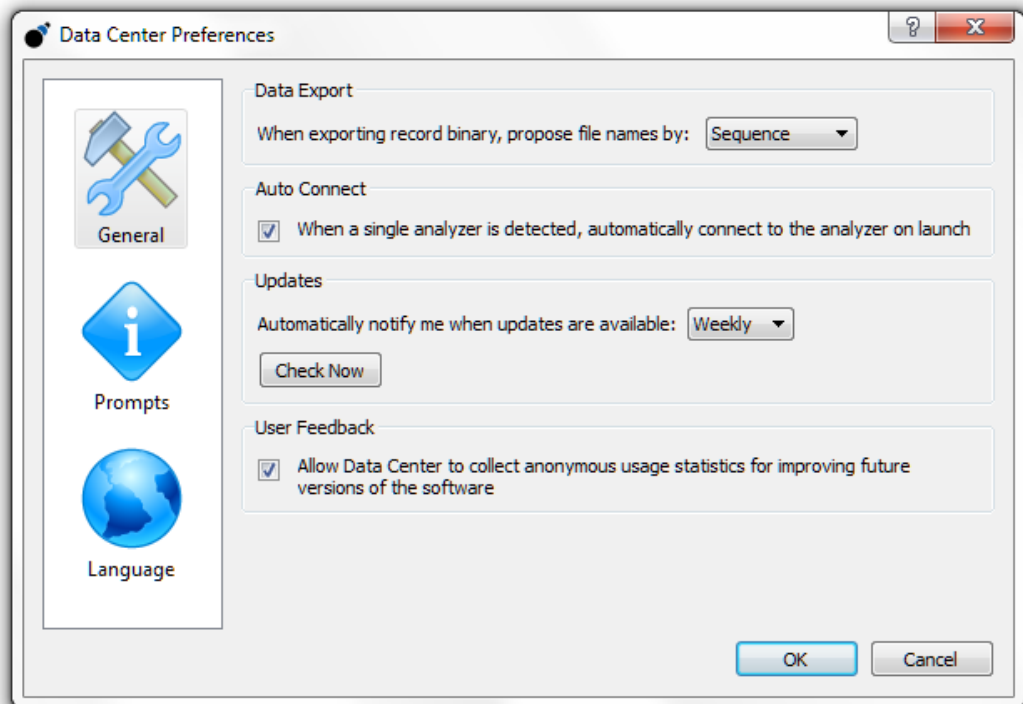 Data Center Preferences
General
Prompts
Language
Data Export
When exporting record binary, propose file names by: Sequence
Auto Connect
When a single analyzer is detected, automatically connect to the analyzer on launch
Updates
Automatically notify me when updates are available: Weekly
Check Now
User Feedback
Allow Data Center to collect anonymous usage statistics for improving future
versions of the software
OK Cancel